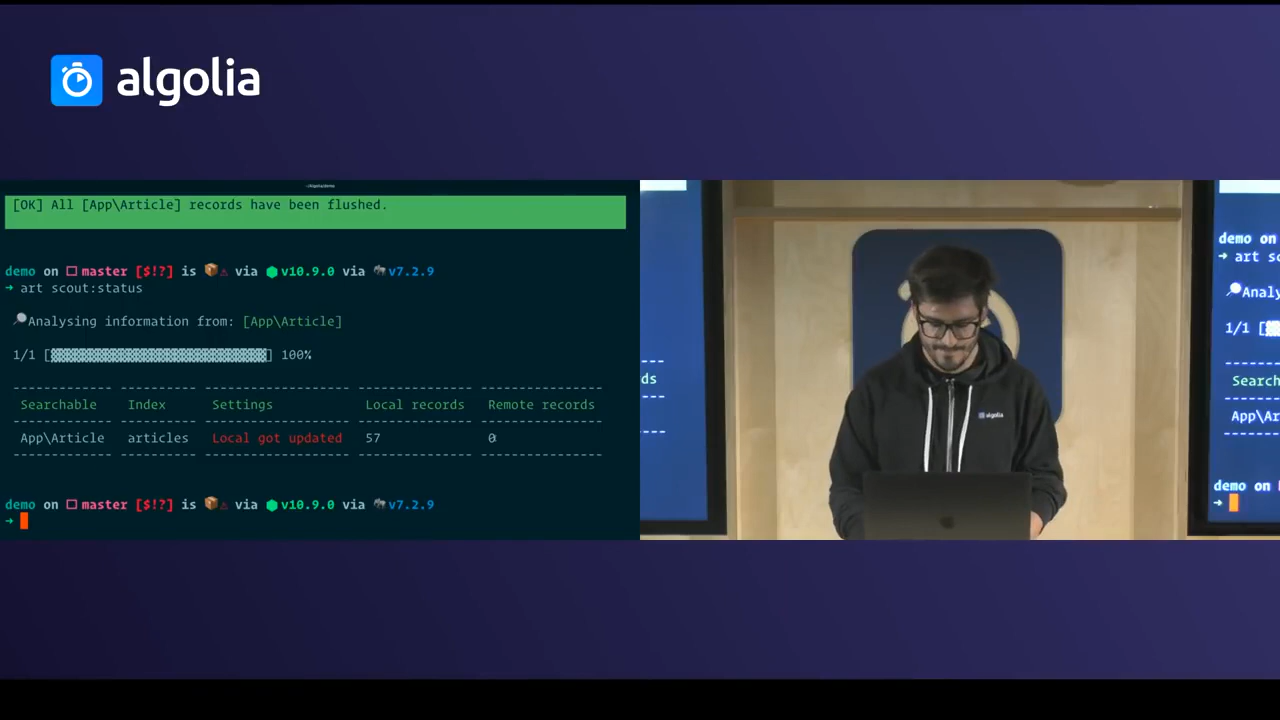 algolia
~/Algolia/demo
[OK] All [App\Article] records have been flushed.
demo on master [$!?] is via v10.9.0 via v7.2.9
➜ art scout:status
Analysing information from: [App\Article]
1/1 [▓▓▓▓▓▓▓▓▓▓▓▓▓▓▓▓▓▓▓▓▓▓▓▓▓▓▓▓] 100%
Searchable Index Settings Local records Remote records
App\Article articles Local got updated 57 0
demo on master [$!?] is via v10.9.0 via v7.2.9
➜
algolia
ds
demo on
➜ art sc
Analy
1/1 [
Search
App\Ar
demo on
➜